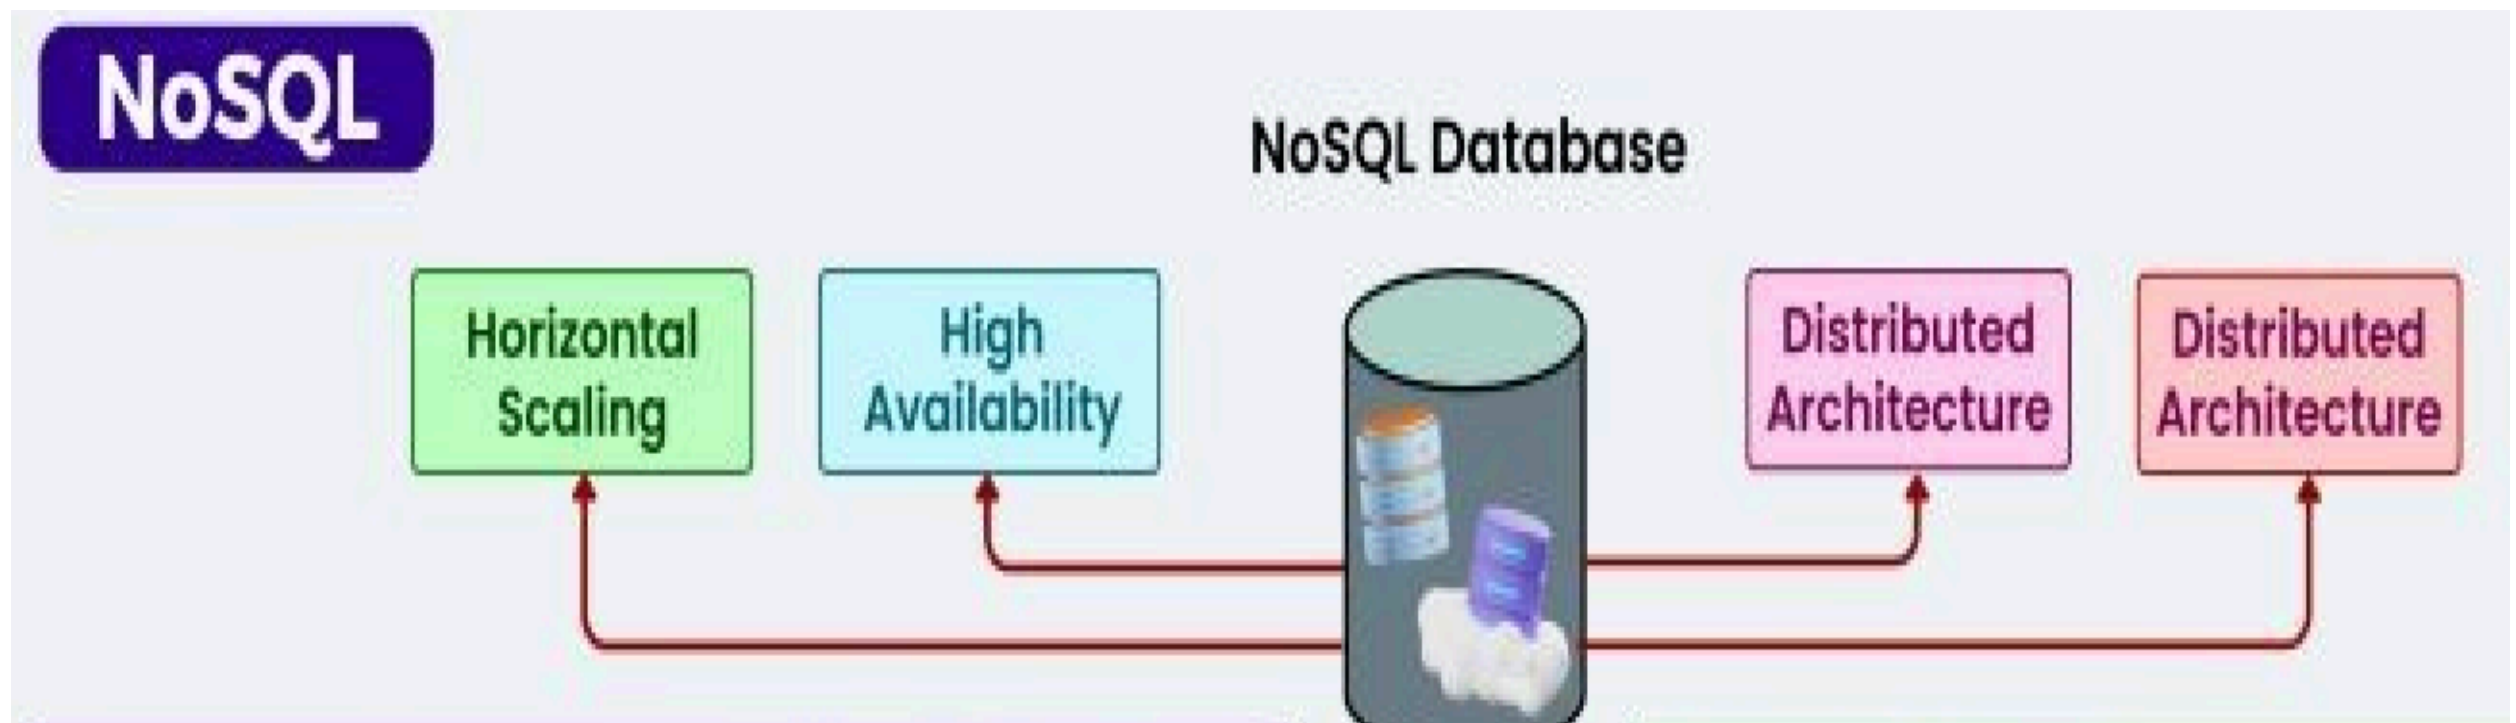 NoSQL
NoSQL Database
Horizontal
Scaling
High
Availability
Distributed
Architecture
Distributed
Architecture